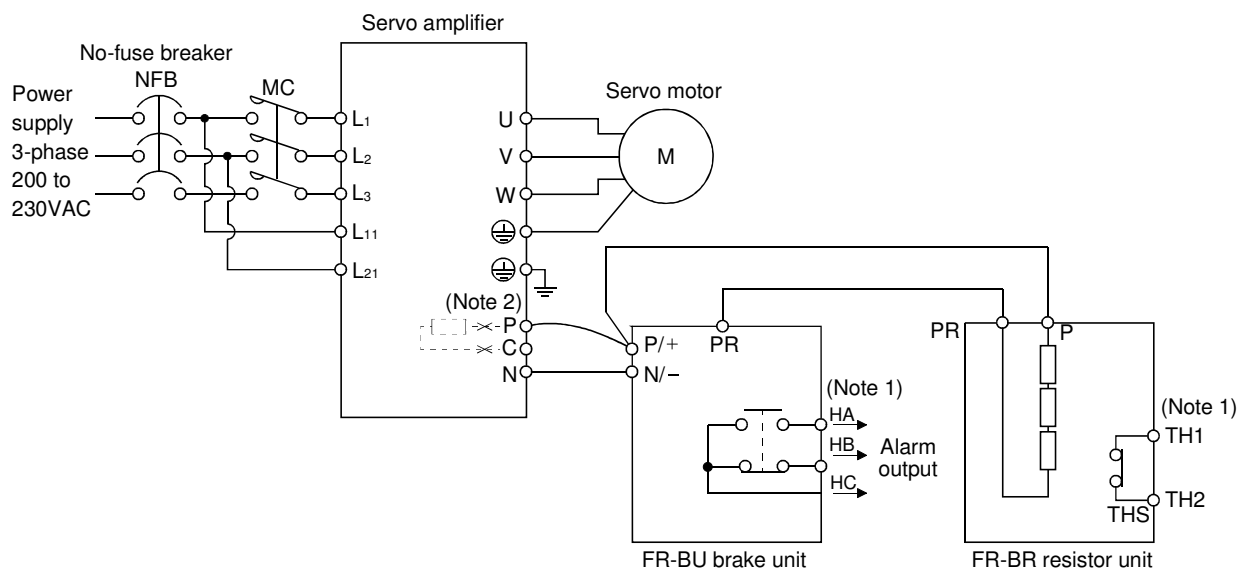 Servo amplifier
No-fuse breaker
NFB
MC
Servo motor
Power
supply
3-phase
200 to
230VAC
L1
L2
L3
L11
L21
U
V
W
M
(Note 2)
P
C
N
P/+
PR
N/−
(Note 1)
HA
HB
HC
Alarm
output
PR
P
(Note 1)
TH1
TH2
THS
FR-BU brake unit
FR-BR resistor unit